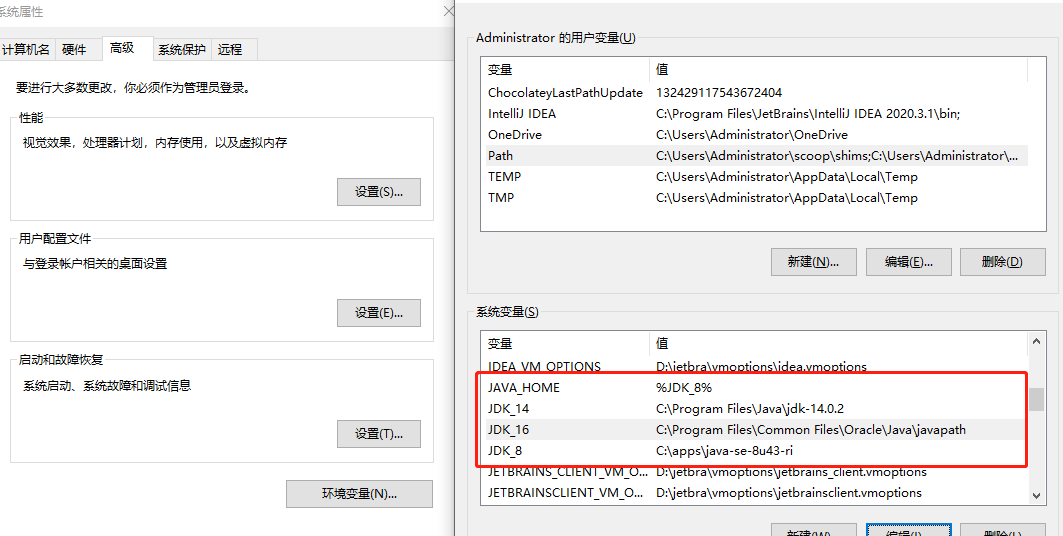 系统属性
计算机名 硬件 高级 系统保护 远程
要进行大多数更改，你必须作为管理员登录。
性能
视觉效果，处理器计划，内存使用，以及虚拟内存
设置(S)...
用户配置文件
与登录帐户相关的桌面设置
设置(E)...
启动和故障恢复
系统启动、系统故障和调试信息
设置(T)...
环境变量(N)...
Administrator 的用户变量(U)
变量 值
ChocolateyLastPathUpdate 132429117543672404
IntelliJ IDEA C:\Program Files\JetBrains\IntelliJ IDEA 2020.3.1\bin;
OneDrive C:\Users\Administrator\OneDrive
Path C:\Users\Administrator\scoop\shims;C:\Users\Administrator\...
TEMP C:\Users\Administrator\AppData\Local\Temp
TMP C:\Users\Administrator\AppData\Local\Temp
新建(N)... 编辑(E)... 删除(D)
系统变量(S)
变量 值
IDEA_VM_OPTIONS D:\jetbra\vmoptions\idea.vmoptions
JAVA_HOME %JDK_8%
JDK_14 C:\Program Files\Java\jdk-14.0.2
JDK_16 C:\Program Files\Common Files\Oracle\Java\javapath
JDK_8 C:\apps\java-se-8u43-ri
JETBRAINS_CLIENT_VM_O... D:\jetbra\vmoptions\jetbrains_client.vmoptions
JETBRAINSCLIENT_VM_O... D:\jetbra\vmoptions\jetbrainsclient.vmoptions
新建(W)... 编辑(I)... 删除(L)